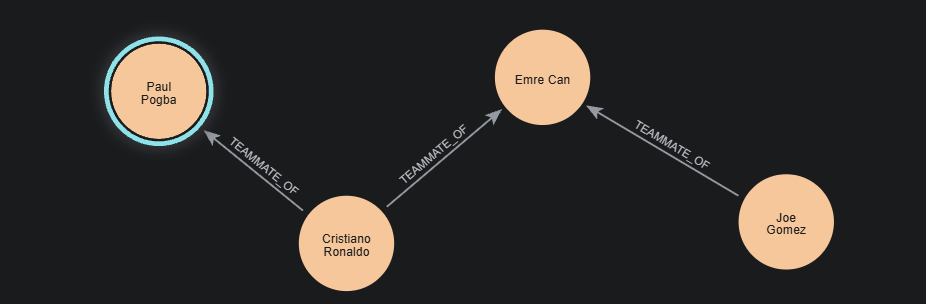 Paul
Pogba
Emre Can
TEAMMATE_OF
TEAMMATE_OF
TEAMMATE_OF
Cristiano
Ronaldo
Joe
Gomez